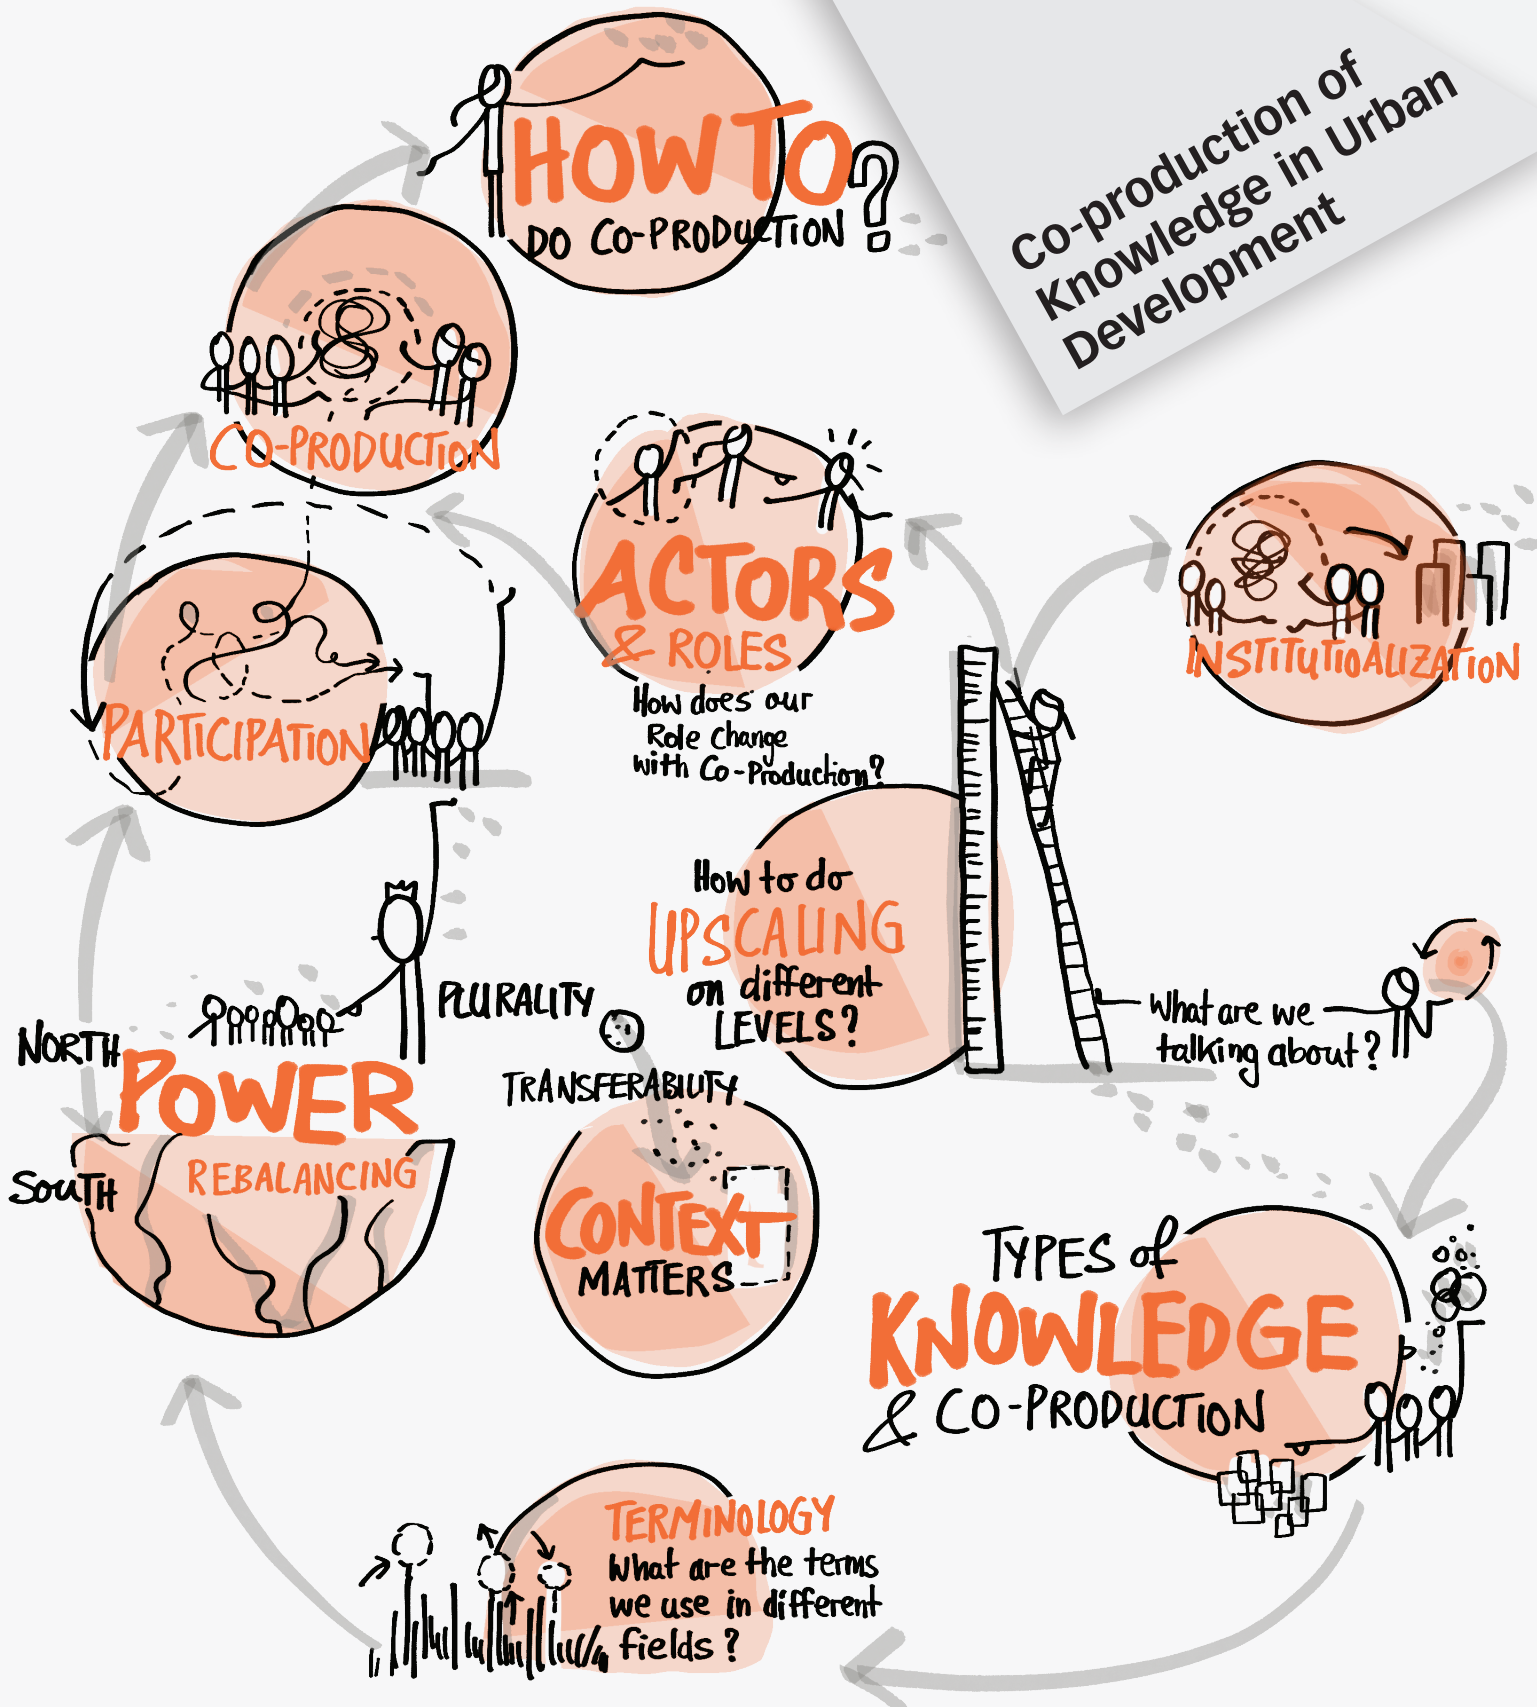 Co-production of
Knowledge in Urban
Development
HOW TO
DO CO-PRODUCTION?
CO-PRODUCTION
ACTORS
& ROLES
How does our
Role Change
with Co-Production?
INSTITUTIOALIZATION
PARTICIPATION
How to do
UPSCALING
on different
LEVELS?
What are we
talking about?
PLURALITY
NORTH
POWER
REBALANCING
SOUTH
TRANSFERABILITY
CONTEXT
MATTERS
TYPES of
KNOWLEDGE
& CO-PRODUCTION
TERMINOLOGY
What are the terms
we use in different
fields?